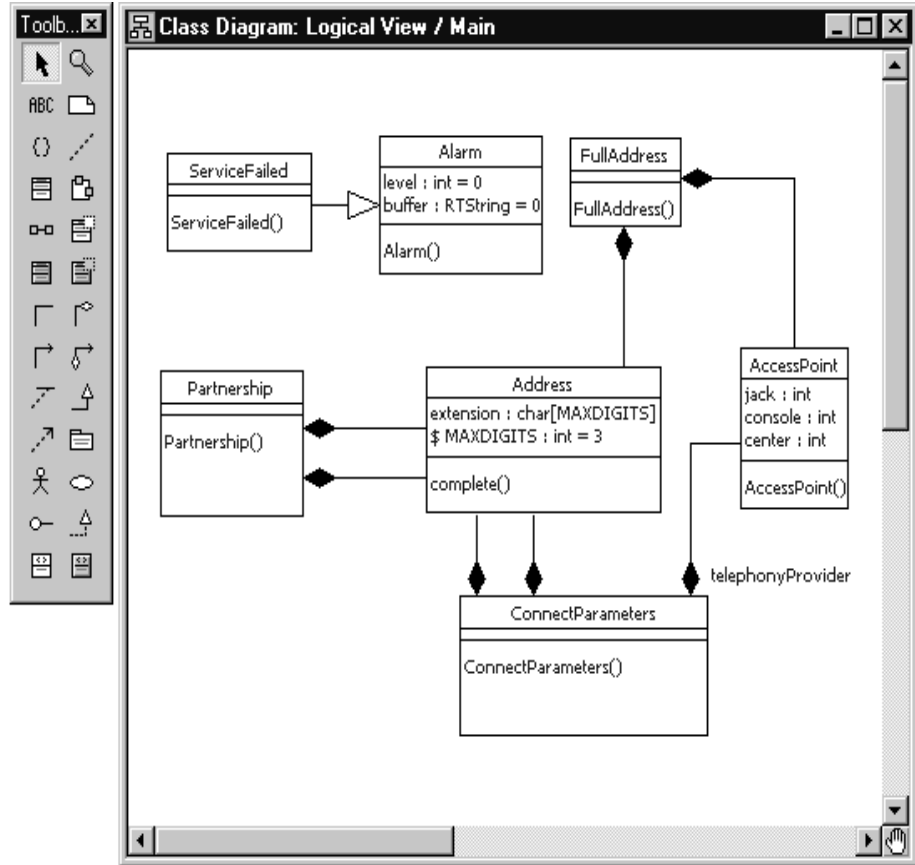 Toolb...
Class Diagram: Logical View / Main
ABC
ServiceFailed
ServiceFailed()
Alarm
level : int = 0
buffer : RTString = 0
Alarm()
FullAddress
FullAddress()
Partnership
Partnership()
Address
extension : char[MAXDIGITS]
$ MAXDIGITS : int = 3
complete()
AccessPoint
jack : int
console : int
center : int
AccessPoint()
telephonyProvider
ConnectParameters
ConnectParameters()